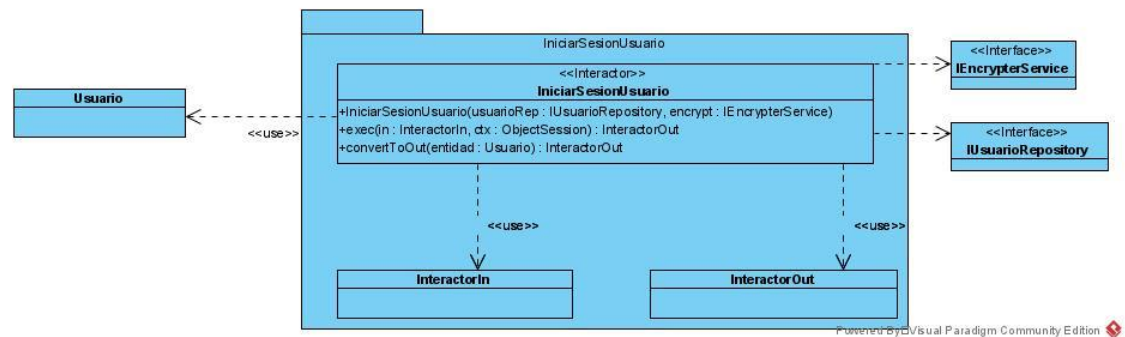 IniciarSesionUsuario
<<Interactor>>
IniciarSesionUsuario
+IniciarSesionUsuario(usuarioRep : IUsuarioRepository, encrypt : IEncrypterService)
+exec(in : InteractorIn, ctx : ObjectSession) : InteractorOut
+convertToOut(entidad : Usuario) : InteractorOut
Usuario
<<use>>
<<Interface>>
IEncrypterService
<<Interface>>
IUsuarioRepository
<<use>>
<<use>>
InteractorIn
InteractorOut
Powered By Visual Paradigm Community Edition